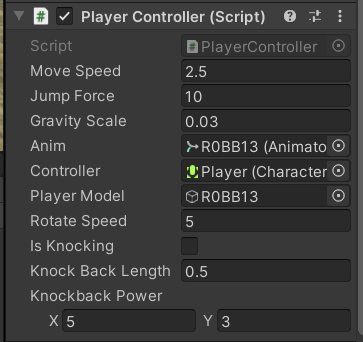 Player Controller (Script)
Script PlayerController
Move Speed 2.5
Jump Force 10
Gravity Scale 0.03
Anim R0BB13 (Animato
Controller Player (Character
Player Model R0BB13
Rotate Speed 5
Is Knocking
Knock Back Length 0.5
Knockback Power
X 5 Y 3